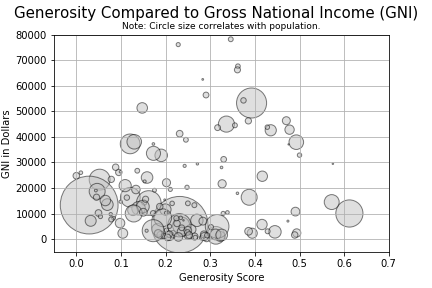 Generosity Compared to Gross National Income (GNI)
Note: Circle size correlates with population.
80000
70000
60000
50000
40000
30000
20000
10000
0
GNI in Dollars
0.0 0.1 0.2 0.3 0.4 0.5 0.6 0.7
Generosity Score